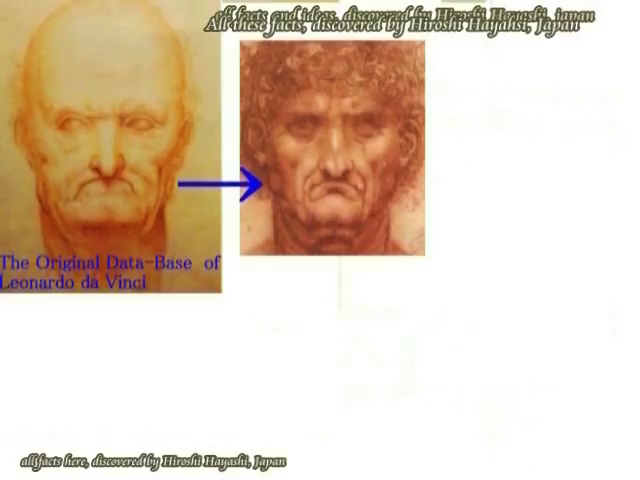 all facts and ideas, discovered by Hiroshi Hayashi, japan
All these facts, discovered by Hiroshi Hayahsi, Japan
The Original Data-Base of
Leonardo da Vinci
all facts here, discovered by Hiroshi Hayashi, Japan